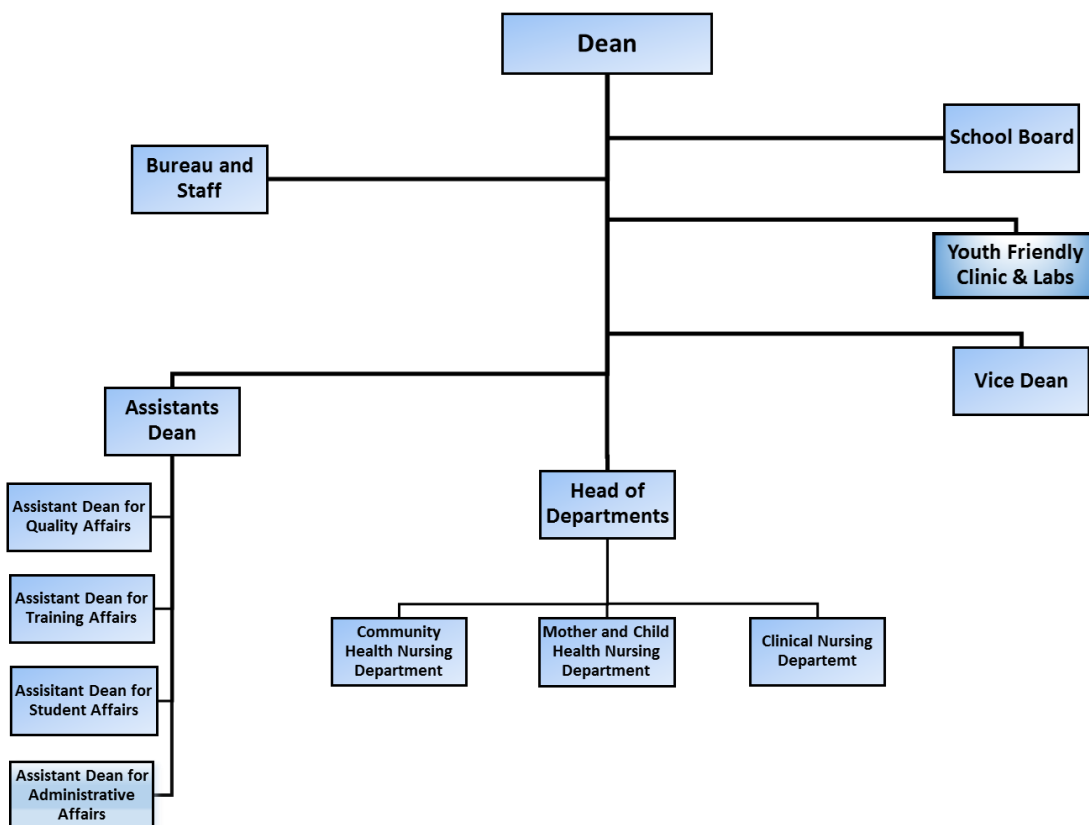 Dean
School Board
Bureau and
Staff
Youth Friendly
Clinic & Labs
Vice Dean
Assistants
Dean
Head of
Departments
Assistant Dean for
Quality Affairs
Assistant Dean for
Training Affairs
Assisitant Dean for
Student Affairs
Assistant Dean for
Administrative
Affairs
Community
Health Nursing
Department
Mother and Child
Health Nursing
Department
Clinical Nursing
Departemt